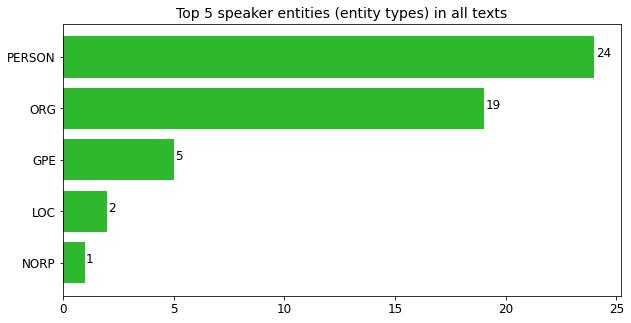 Top 5 speaker entities (entity types) in all texts
PERSON 24
ORG 19
GPE 5
LOC 2
NORP 1
0 5 10 15 20 25